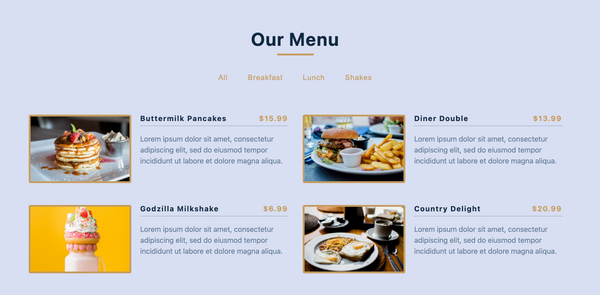 Our Menu
All Breakfast Lunch Shakes
Buttermilk Pancakes $15.99
Lorem ipsum dolor sit amet, consectetur
adipiscing elit, sed do eiusmod tempor
incididunt ut labore et dolore magna aliqua.
Diner Double $13.99
Lorem ipsum dolor sit amet, consectetur
adipiscing elit, sed do eiusmod tempor
incididunt ut labore et dolore magna aliqua.
Godzilla Milkshake $6.99
Lorem ipsum dolor sit amet, consectetur
adipiscing elit, sed do eiusmod tempor
incididunt ut labore et dolore magna aliqua.
Country Delight $20.99
Lorem ipsum dolor sit amet, consectetur
adipiscing elit, sed do eiusmod tempor
incididunt ut labore et dolore magna aliqua.